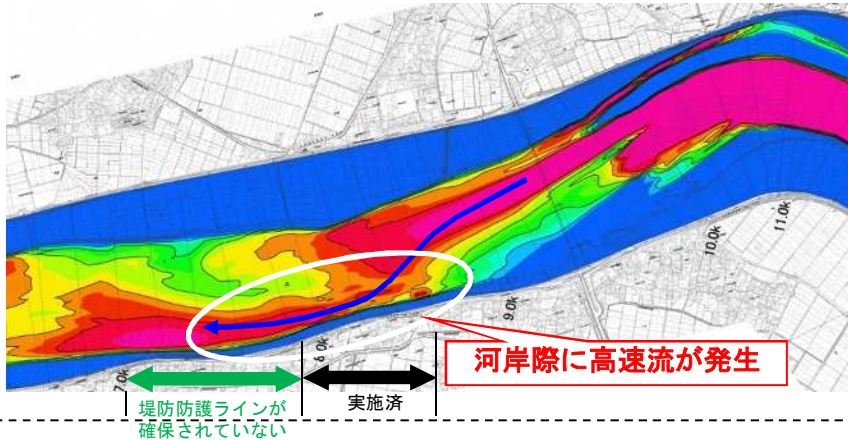 11.0k
10.0k
9.0k
8.0k
7.0k
河岸際に高速流が発生
実施済
堤防防護ラインが
確保されていない